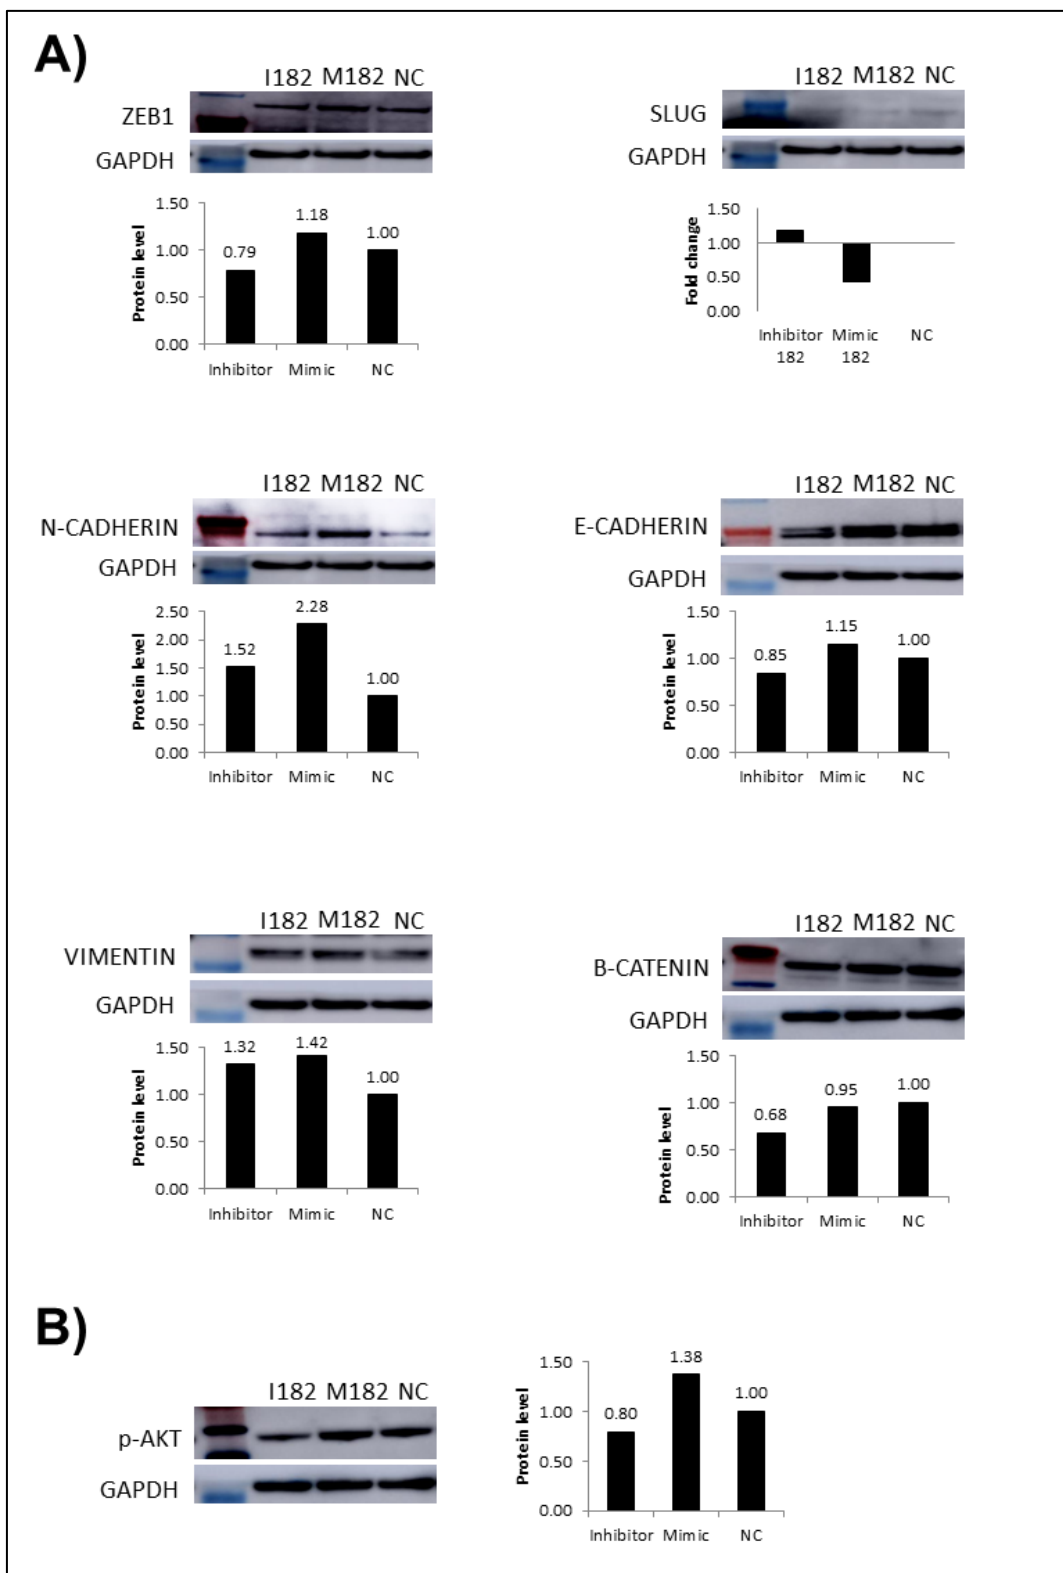 A)
I182 M182 NC
ZEB1
GAPDH
Protein level
1.50
1.00
0.50
0.00
0.79
1.18
1.00
Inhibitor Mimic NC
I182 M182 NC
SLUG
GAPDH
Fold change
1.50
1.00
0.50
0.00
Inhibitor 182
Mimic 182
NC
I182 M182 NC
N-CADHERIN
GAPDH
Protein level
2.50
2.00
1.50
1.00
0.50
0.00
1.52
2.28
1.00
Inhibitor Mimic NC
I182 M182 NC
E-CADHERIN
GAPDH
Protein level
1.50
1.00
0.50
0.00
0.85
1.15
1.00
Inhibitor Mimic NC
I182 M182 NC
VIMENTIN
GAPDH
Protein level
1.50
1.00
0.50
0.00
1.32
1.42
1.00
Inhibitor Mimic NC
I182 M182 NC
B-CATENIN
GAPDH
Protein level
1.50
1.00
0.50
0.00
0.68
0.95
1.00
Inhibitor Mimic NC
B)
I182 M182 NC
p-AKT
GAPDH
Protein level
1.50
1.00
0.50
0.00
0.80
1.38
1.00
Inhibitor Mimic NC